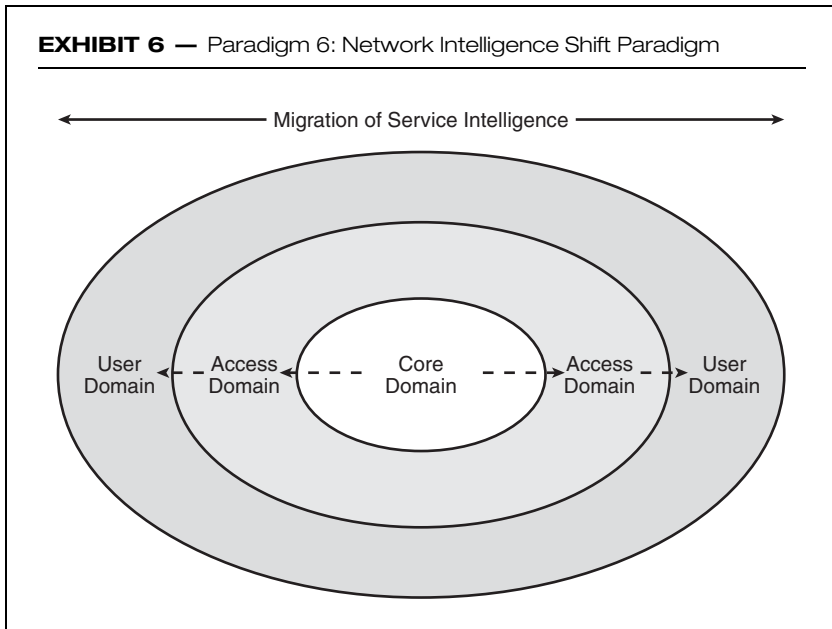 EXHIBIT 6 — Paradigm 6: Network Intelligence Shift Paradigm
Migration of Service Intelligence
User Domain
Access Domain
Core Domain
Access Domain
User Domain